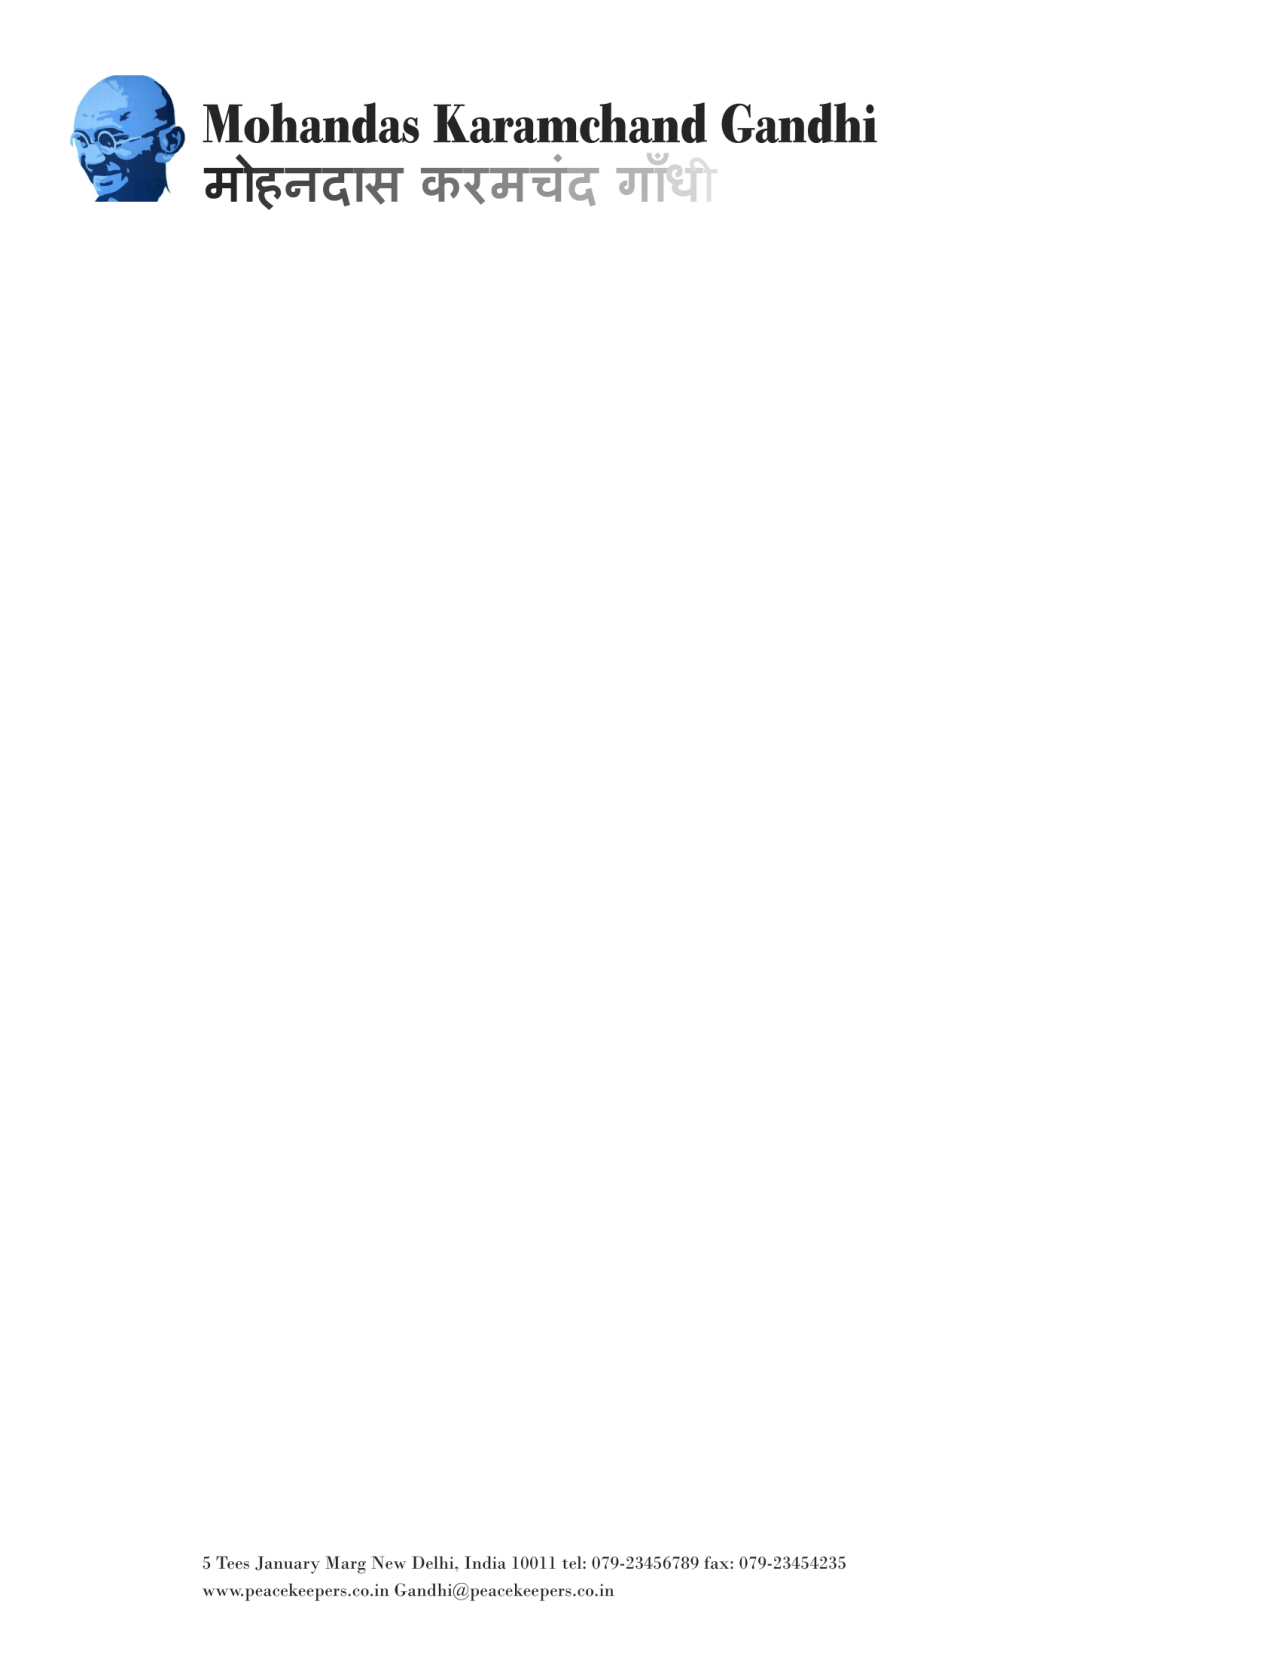 Mohandas Karamchand Gandhi
मोहनदास करमचंद गाँधी
5 Tees January Marg New Delhi, India 10011 tel: 079-23456789 fax: 079-23454235
www.peacekeepers.co.in Gandhi@peacekeepers.co.in